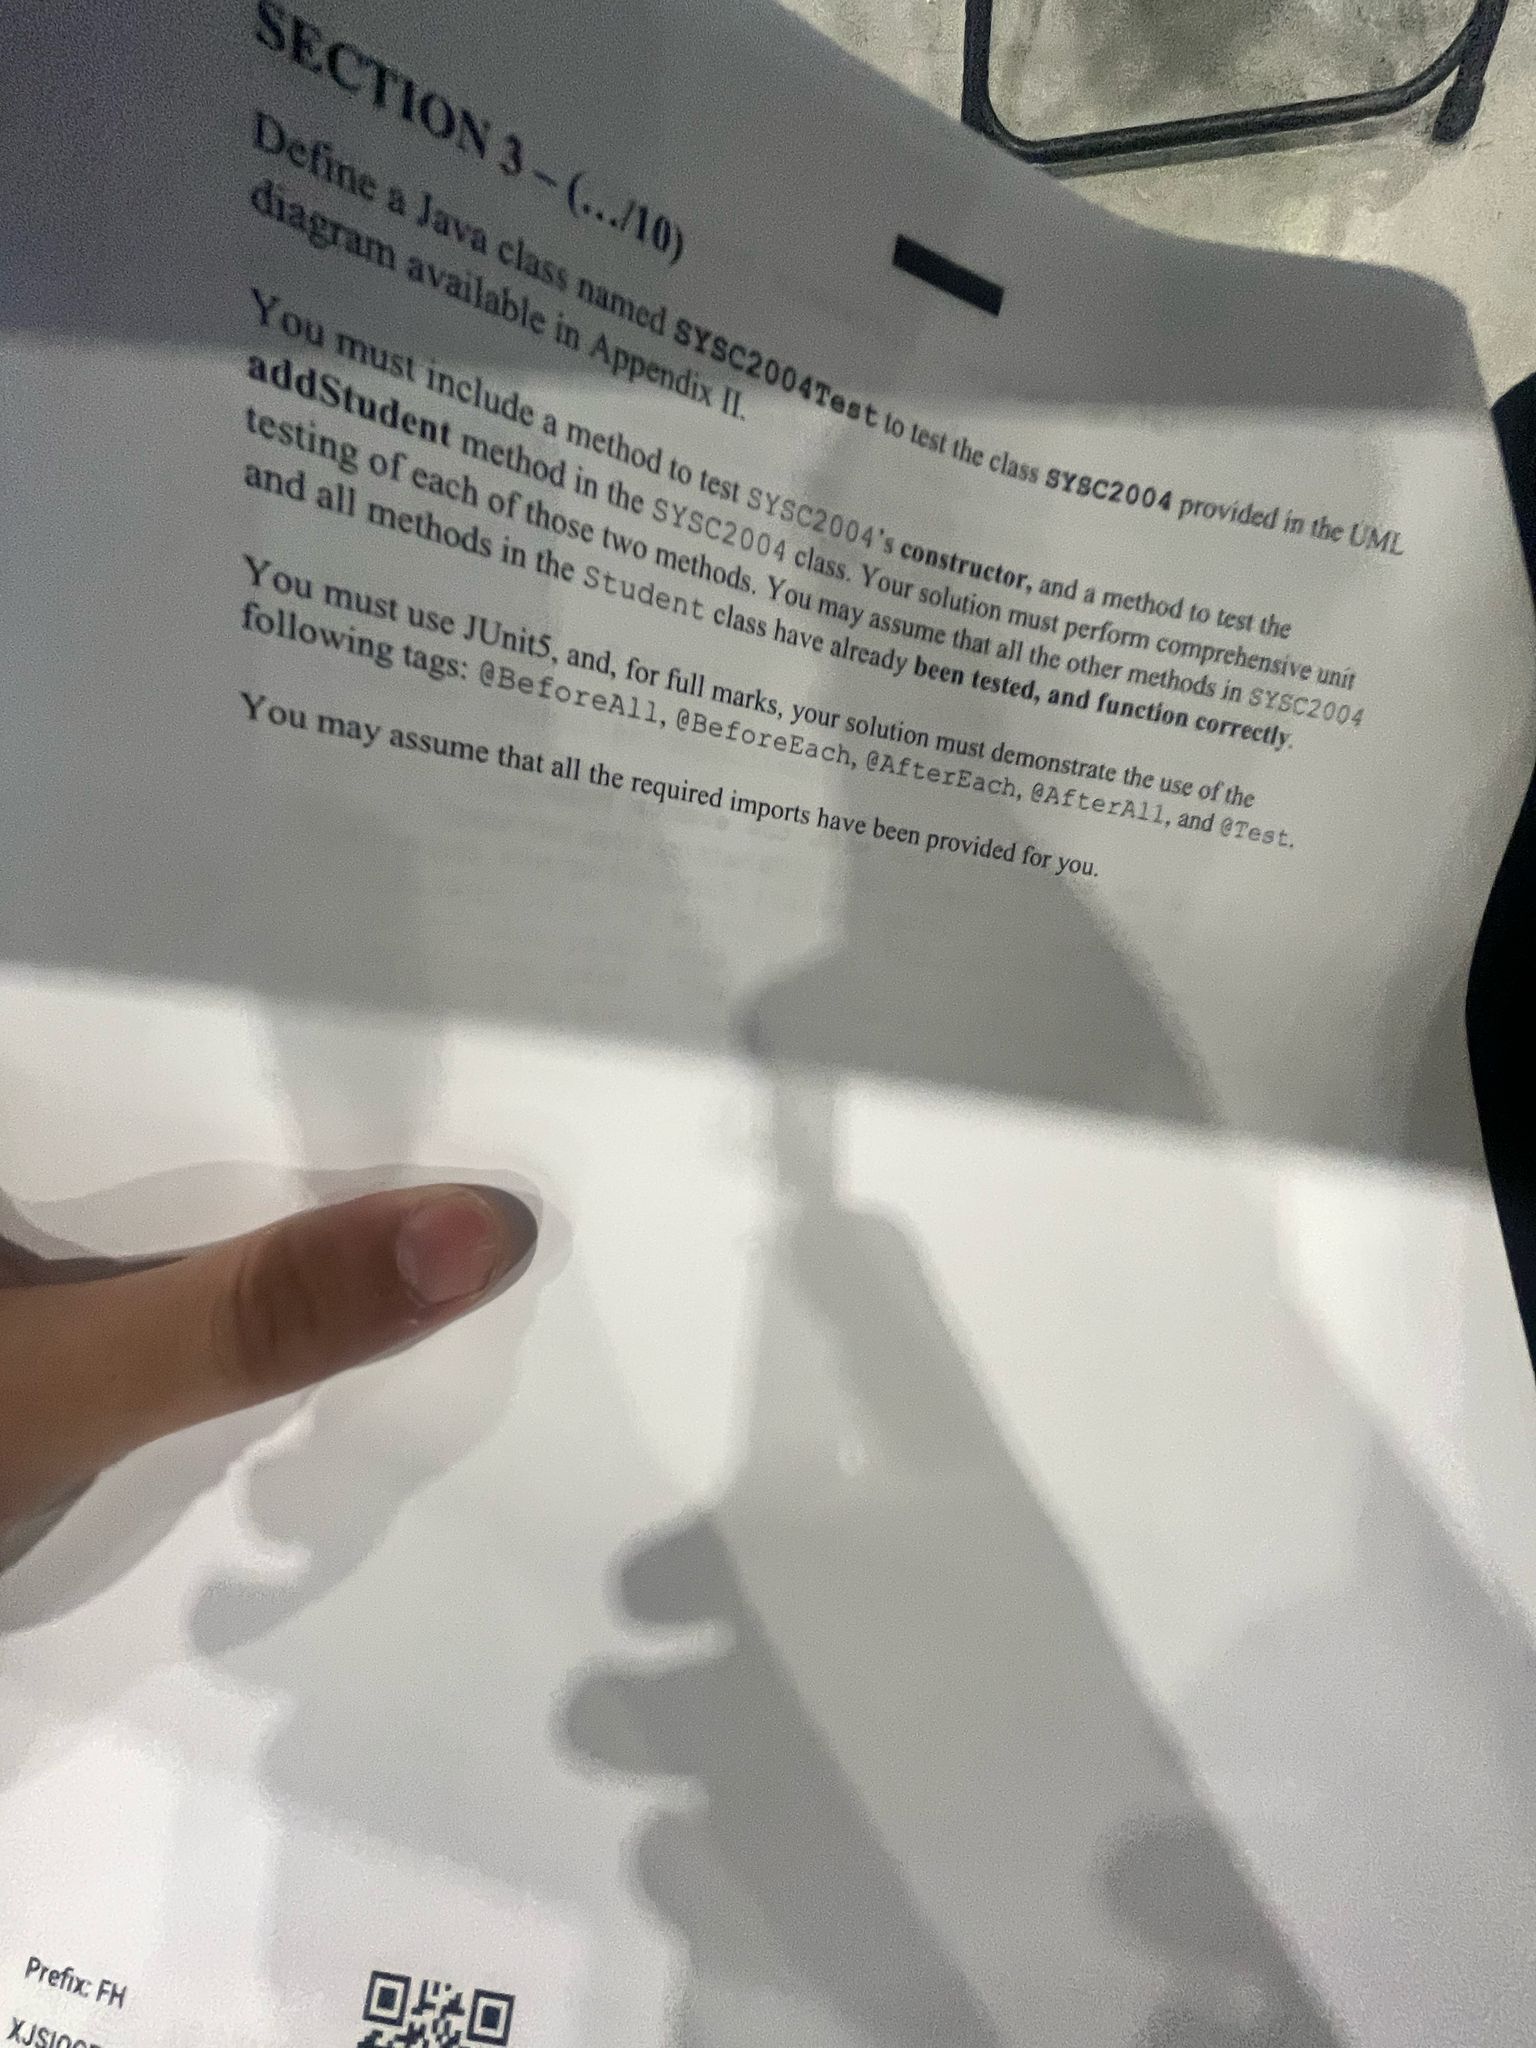 SECTION 3 – (…/10)
Define a Java class named SYSC2004Test to test the class SYSC2004 provided in the UML
diagram available in Appendix II.
You must include a method to test SYSC2004's constructor, and a method to test the
addStudent method in the SYSC2004 class. Your solution must perform comprehensive unit
testing of each of those two methods. You may assume that all the other methods in SYSC2004
and all methods in the Student class have already been tested, and function correctly.
You must use JUnit5, and, for full marks, your solution must demonstrate the use of the
following tags: @BeforeAll, @BeforeEach, @AfterEach, @AfterAll, and @Test.
You may assume that all the required imports have been provided for you.
Prefix: FH